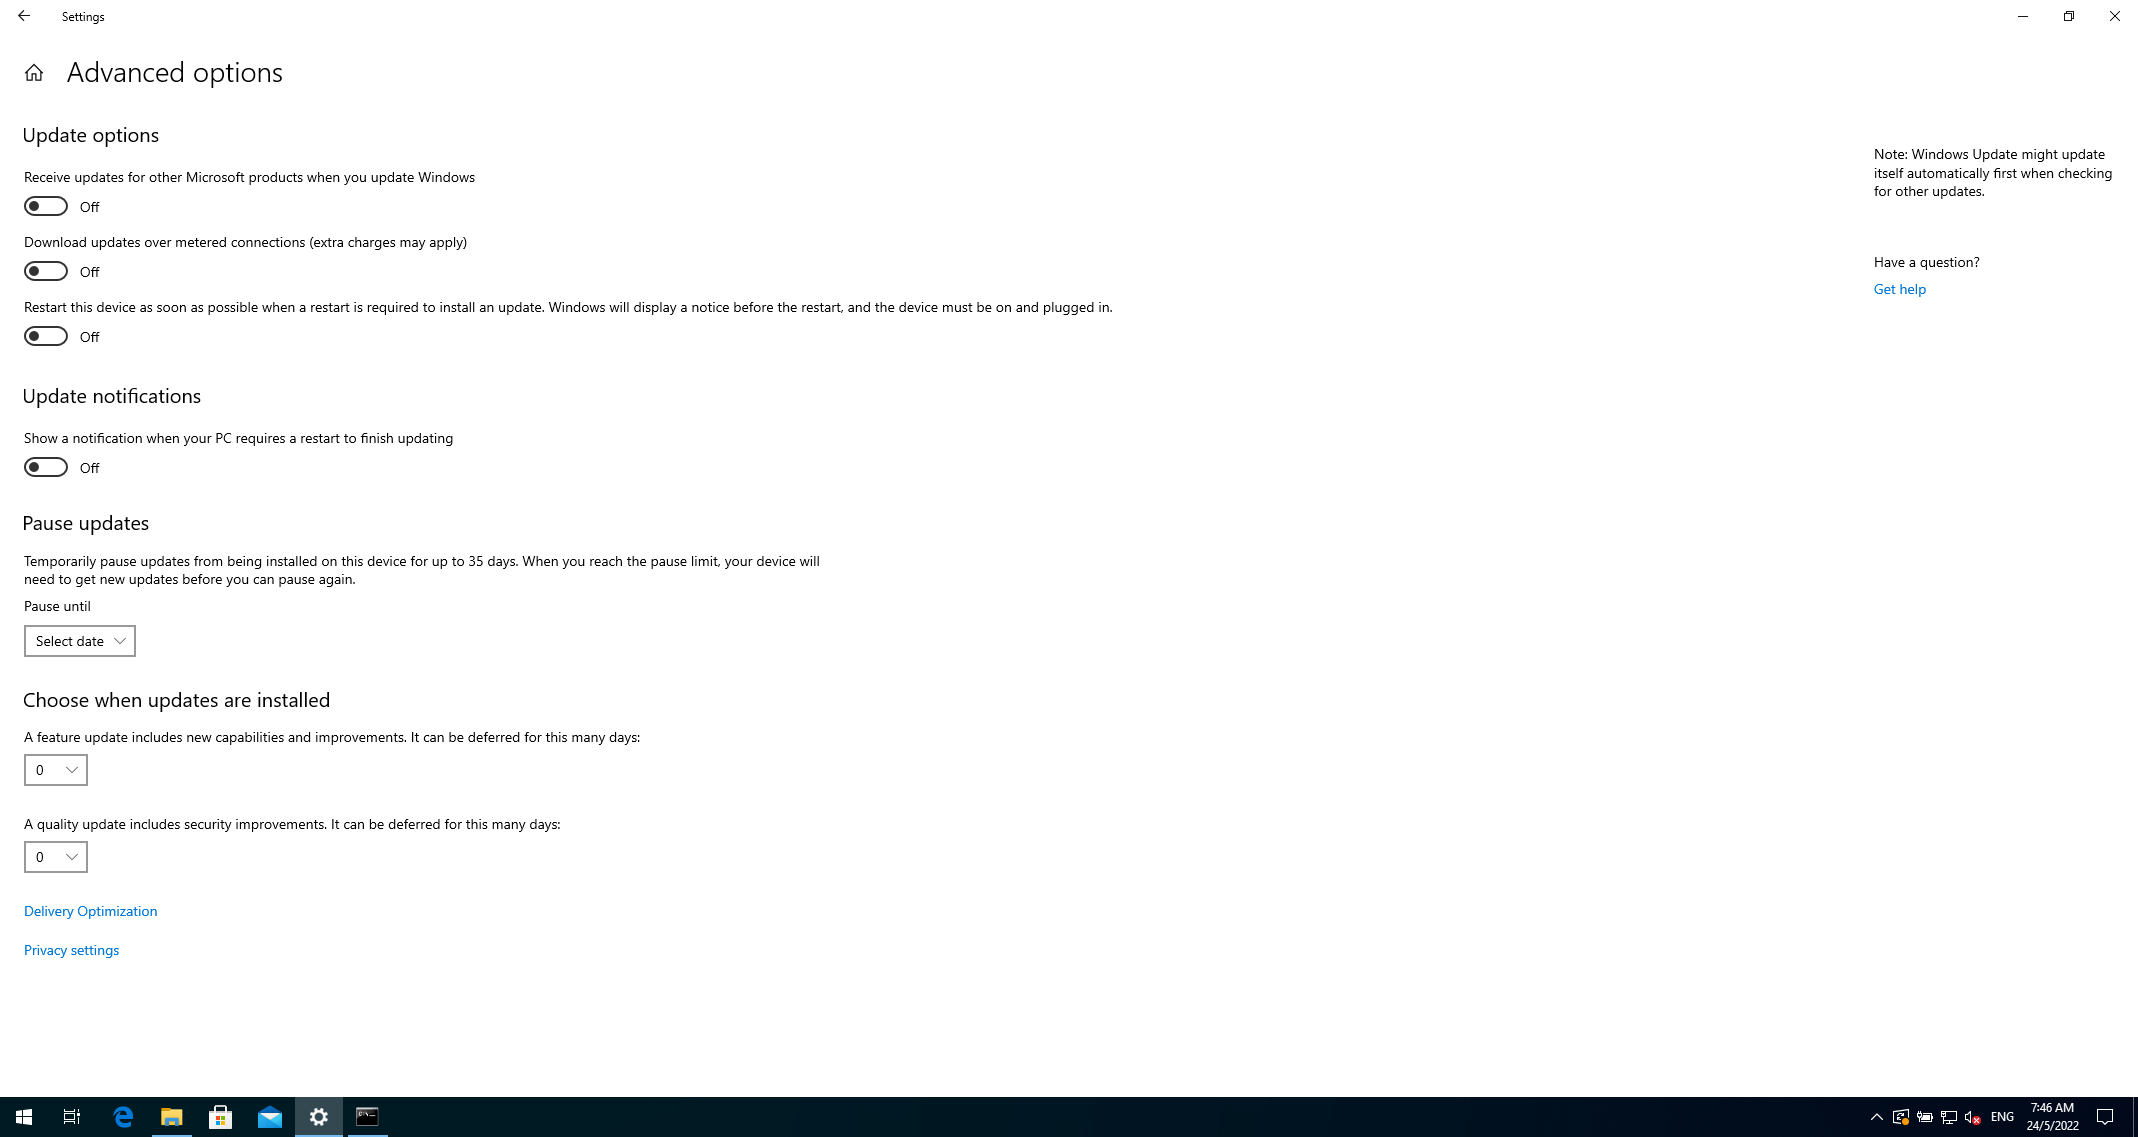 Settings
Advanced options
Update options
Receive updates for other Microsoft products when you update Windows
Off
Download updates over metered connections (extra charges may apply)
Off
Restart this device as soon as possible when a restart is required to install an update. Windows will display a notice before the restart, and the device must be on and plugged in.
Off
Update notifications
Show a notification when your PC requires a restart to finish updating
Off
Pause updates
Temporarily pause updates from being installed on this device for up to 35 days. When you reach the pause limit, your device will
need to get new updates before you can pause again.
Pause until
Select date
Choose when updates are installed
A feature update includes new capabilities and improvements. It can be deferred for this many days:
0
A quality update includes security improvements. It can be deferred for this many days:
0
Delivery Optimization
Privacy settings
Note: Windows Update might update
itself automatically first when checking
for other updates.
Have a question?
Get help
ENG
7:46 AM
24/5/2022